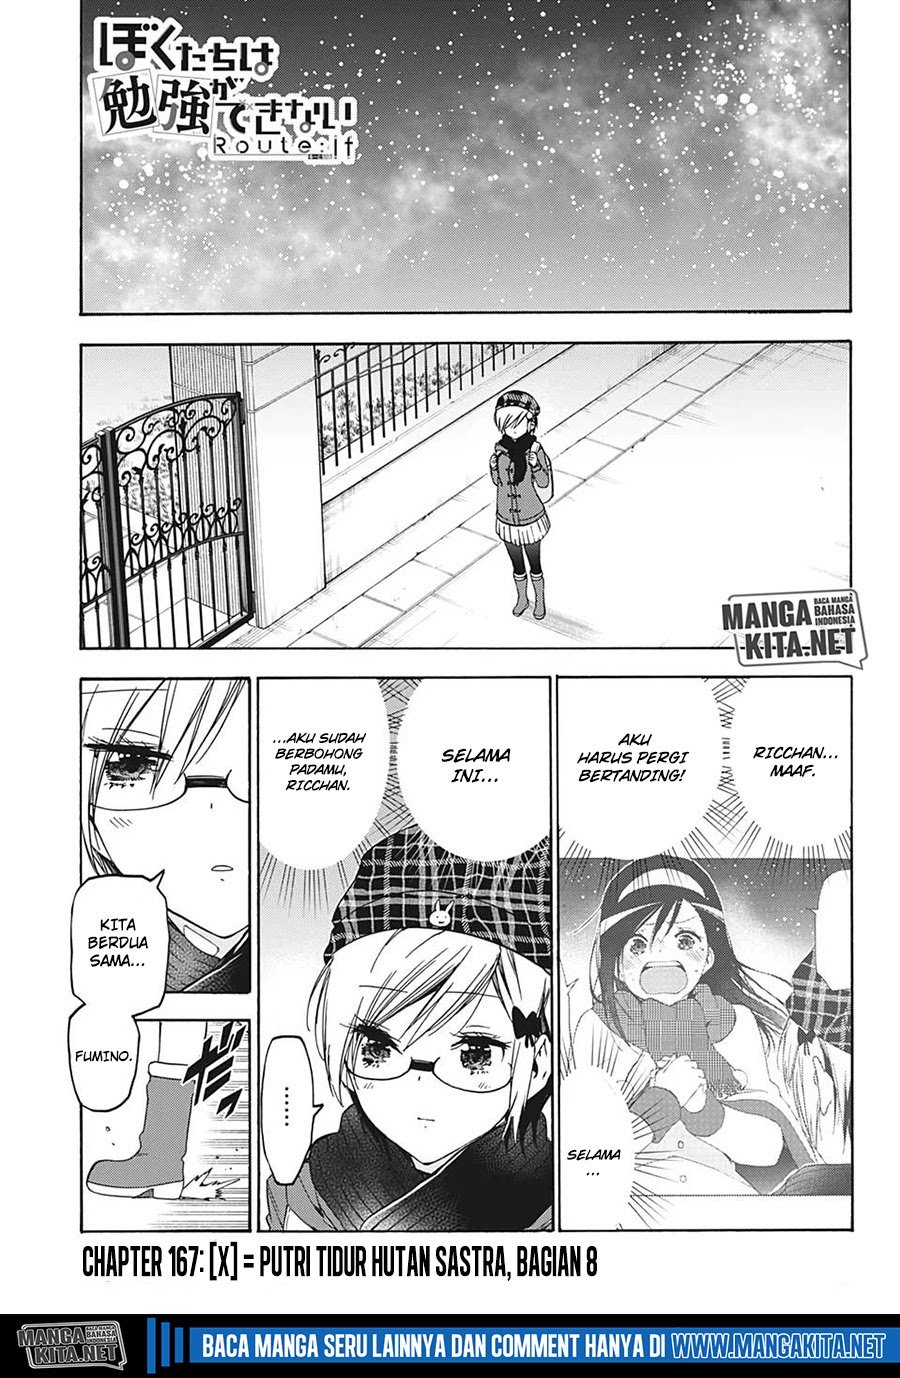 ぼくたちは
勉強が
できない
Route:If
MANGA
KITA.NET
BACA MANGA
BAHASA
INDONESIA
RICCHAN...
MAAF.
AKU
HARUS PERGI
BERTANDING!
SELAMA
...
SELAMA
INI...
...AKU SUDAH
BERBOHONG
PADAMU,
RICCHAN.
........
KITA
BERDUA
SAMA...
FUMINO.
CHAPTER 167: [X] = PUTRI TIDUR HUTAN SASTRA, BAGIAN 8
MANGA
KITA.NET
BACA MANGA
BAHASA
INDONESIA
BACA MANGA SERU LAINNYA DAN COMMENT HANYA DI WWW.MANGAKITA.NET